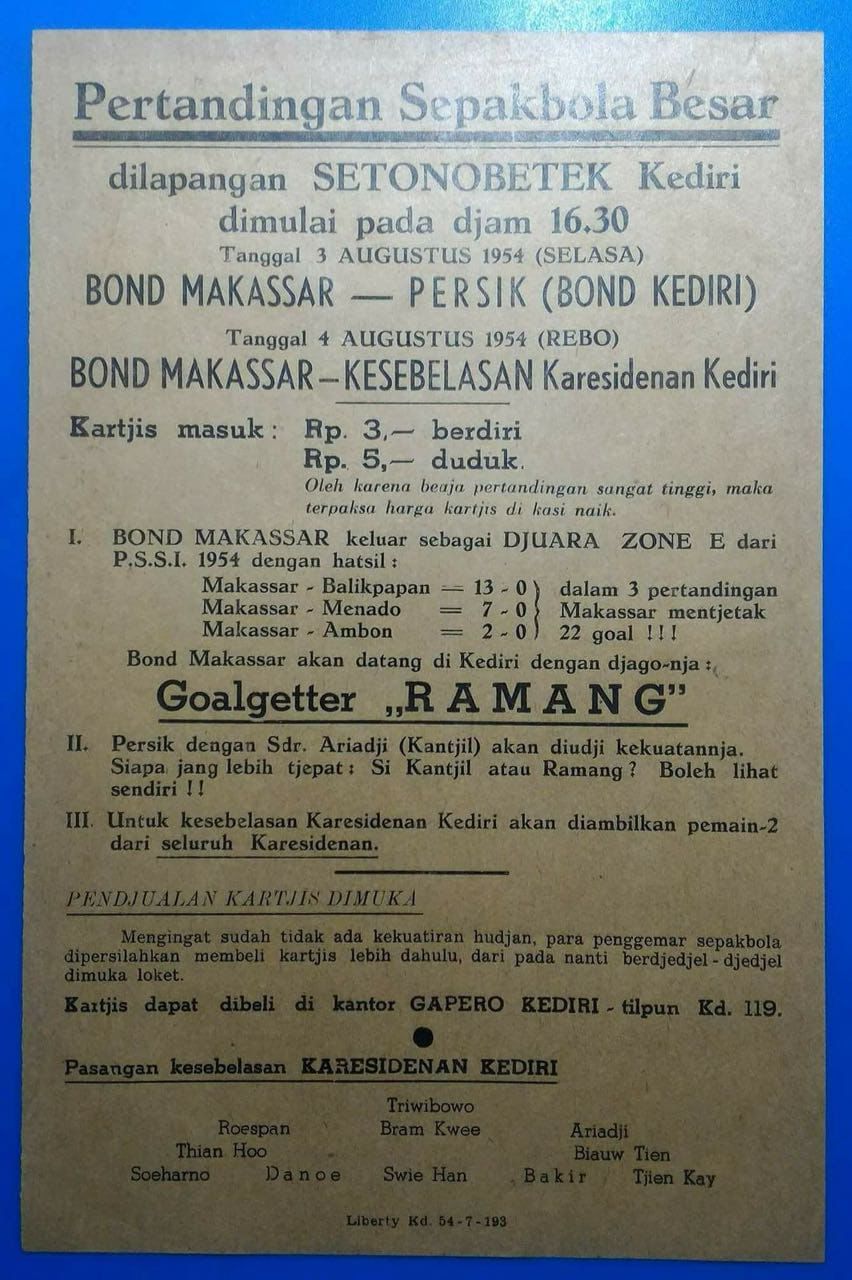 Pertandingan Sepakbola Besar
dilapangan SETONOBETEK Kediri
dimulai pada djam 16.30
Tanggal 3 AUGUSTUS 1954 (SELASA)
BOND MAKASSAR — PERSIK (BOND KEDIRI)
Tanggal 4 AUGUSTUS 1954 (REBO)
BOND MAKASSAR – KESEBELASAN Karesidenan Kediri
Kartjis masuk : Rp. 3,— berdiri
Rp. 5,— duduk.
Oleh karena beaja pertandingan sangat tinggi, maka
terpaksa harga kartjis di kasi naik.
I. BOND MAKASSAR keluar sebagai DJUARA ZONE E dari
P.S.S.I. 1954 dengan hatsil :
Makassar - Balikpapan = 13 - 0 ) dalam 3 pertandingan
Makassar - Menado = 7 - 0 } Makassar mentjetak
Makassar - Ambon = 2 - 0 ) 22 goal !!!
Bond Makassar akan datang di Kediri dengan djago-nja :
Goalgetter „RAMANG”
II. Persik dengan Sdr. Ariadji (Kantjil) akan diudji kekuatannja.
Siapa jang lebih tjepat : Si Kantjil atau Ramang ? Boleh lihat
sendiri !!
III. Untuk kesebelasan Karesidenan Kediri akan diambilkan pemain-2
dari seluruh Karesidenan.
PENDJUALAN KARTJIS DIMUKA
Mengingat sudah tidak ada kekuatiran hudjan, para penggemar sepakbola
dipersilahkan membeli kartjis lebih dahulu, dari pada nanti berdjedjel - djedjel
dimuka loket.
Kartjis dapat dibeli di kantor GAPERO KEDIRI - tilpun Kd. 119.
Pasangan kesebelasan KARESIDENAN KEDIRI
Triwibowo
Roespan Bram Kwee Ariadji
Thian Hoo Biauw Tien
Soeharno Danoe Swie Han Bakir Tjien Kay
Liberty Kd. 54-7-193